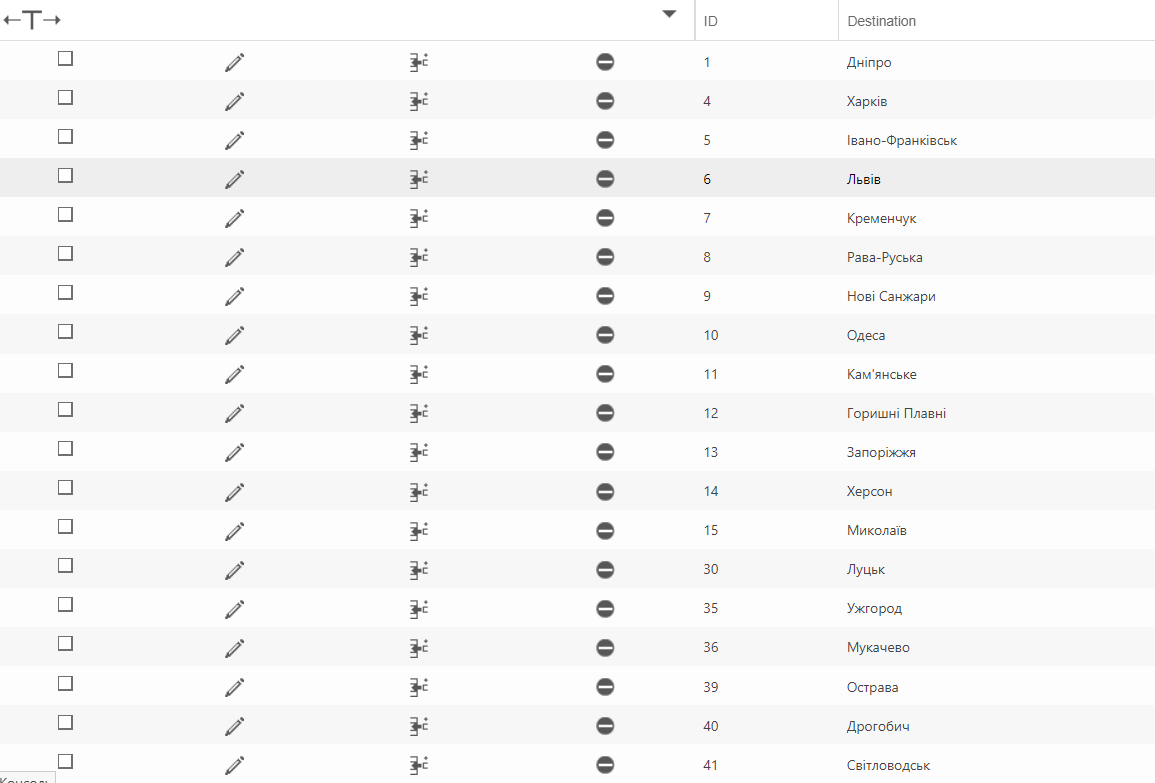 ID Destination
1 Дніпро
4 Харків
5 Івано-Франківськ
6 Львів
7 Кременчук
8 Рава-Руська
9 Нові Санжари
10 Одеса
11 Кам'янське
12 Горишні Плавні
13 Запоріжжя
14 Херсон
15 Миколаїв
30 Луцьк
35 Ужгород
36 Мукачево
39 Острава
40 Дрогобич
41 Світловодськ